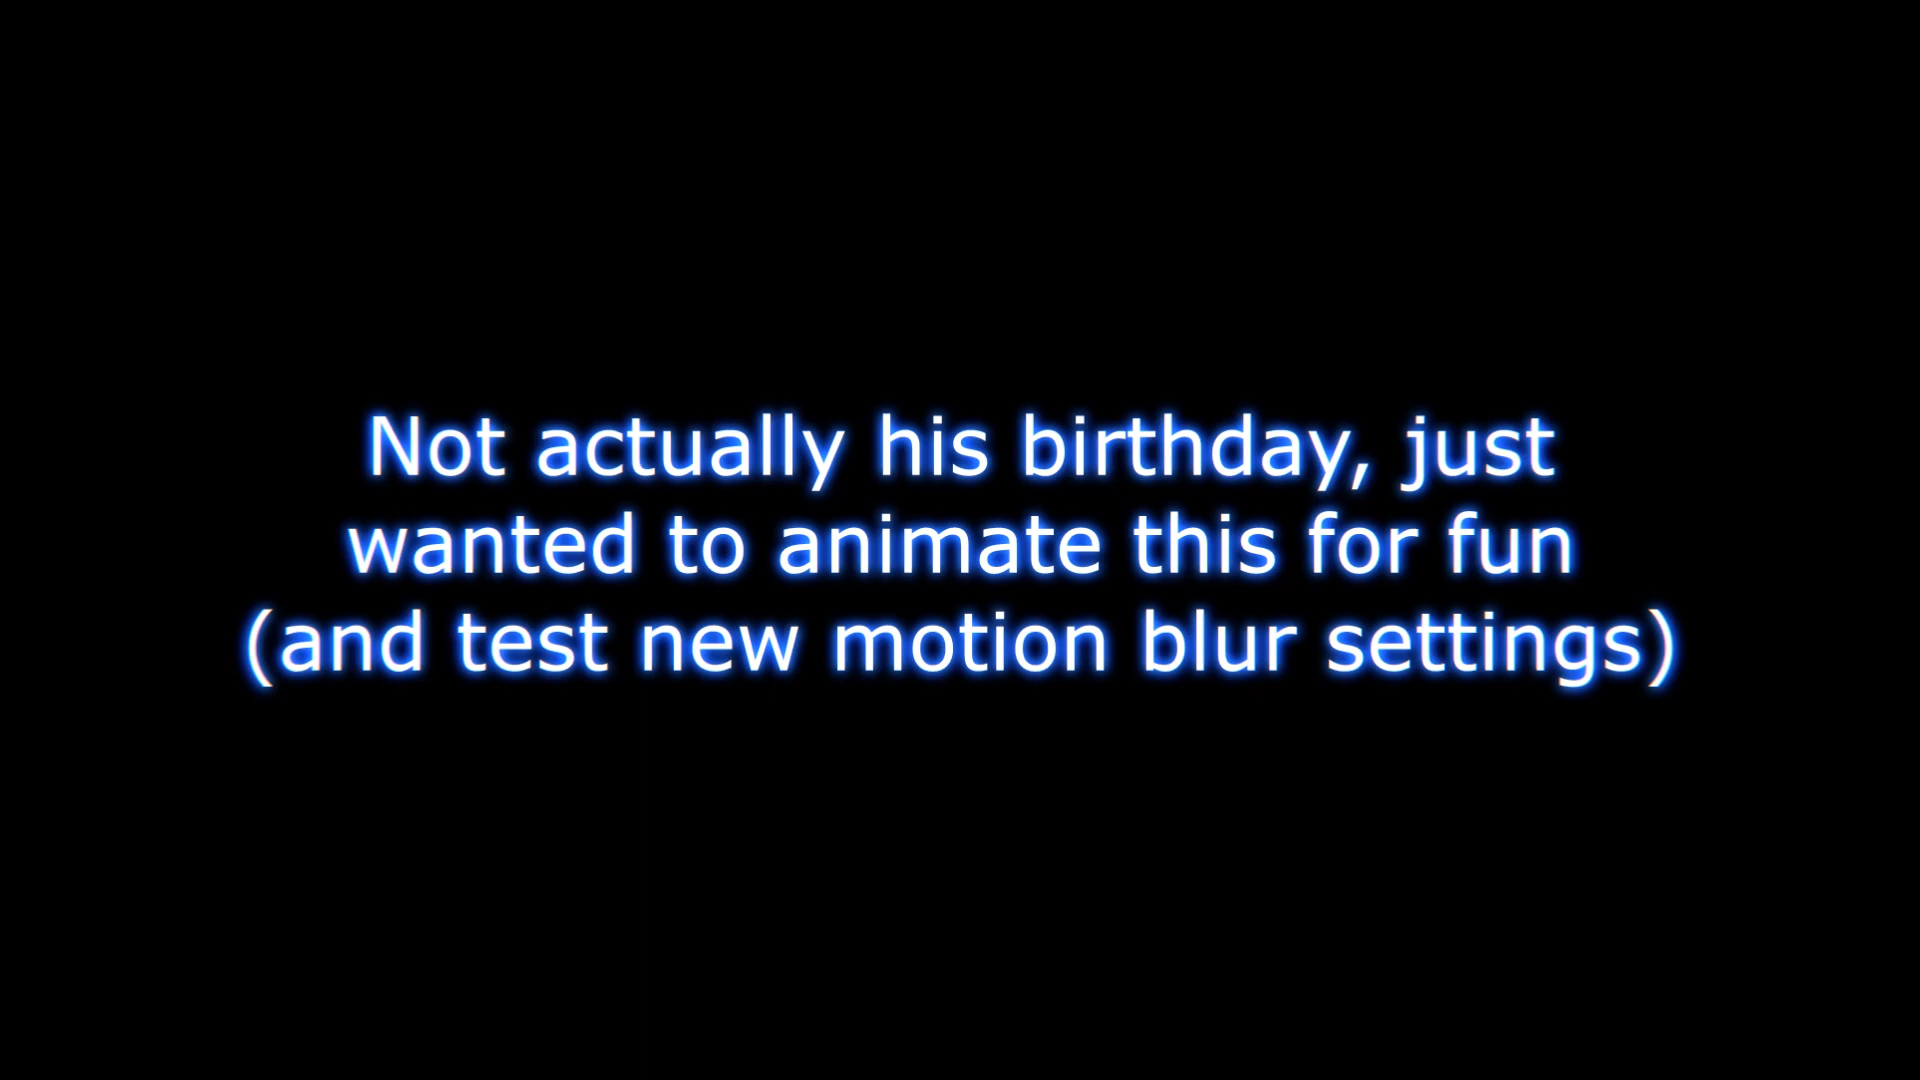 Not actually his birthday, just
wanted to animate this for fun
(and test new motion blur settings)